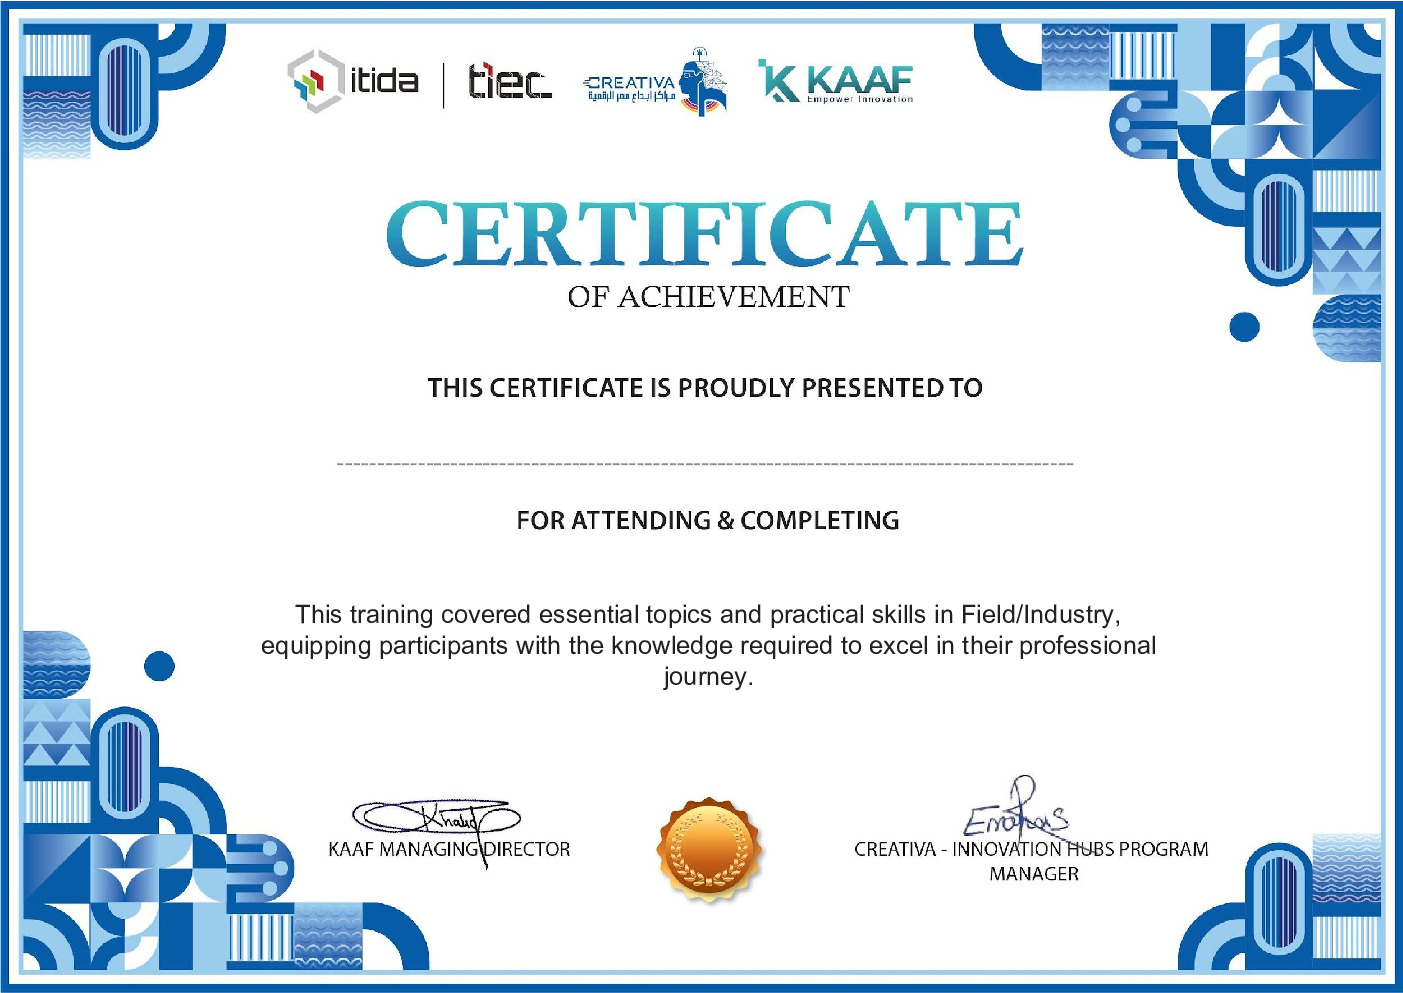 itida
tiec
CREATIVA
مراكز إبداع مصر الرقمية
KAAF
Empower Innovation
CERTIFICATE
OF ACHIEVEMENT
THIS CERTIFICATE IS PROUDLY PRESENTED TO
FOR ATTENDING & COMPLETING
This training covered essential topics and practical skills in Field/Industry,
equipping participants with the knowledge required to excel in their professional
journey.
Khalid
KAAF MANAGING DIRECTOR
CREATIVA - INNOVATION HUBS PROGRAM
MANAGER